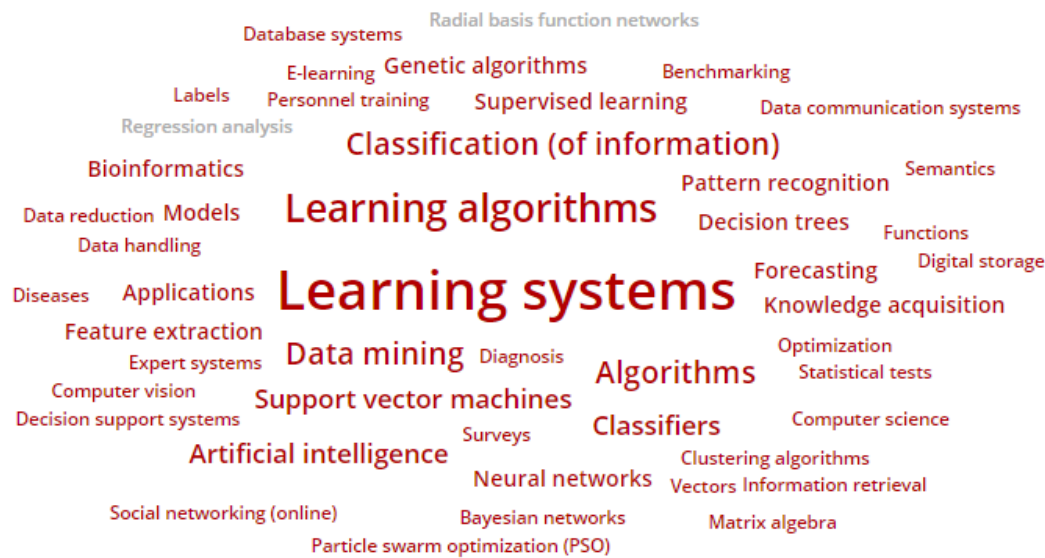 Radial basis function networks
Database systems
E-learning Genetic algorithms Benchmarking
Labels Personnel training Supervised learning Data communication systems
Regression analysis
Classification (of information)
Bioinformatics Pattern recognition Semantics
Data reduction Models Learning algorithms Decision trees
Data handling Functions
Digital storage
Diseases Applications Learning systems Forecasting
Knowledge acquisition
Feature extraction
Expert systems Data mining Diagnosis Optimization
Computer vision Algorithms Statistical tests
Decision support systems Support vector machines Classifiers Computer science
Artificial intelligence Surveys
Clustering algorithms
Neural networks Vectors Information retrieval
Social networking (online) Bayesian networks Matrix algebra
Particle swarm optimization (PSO)